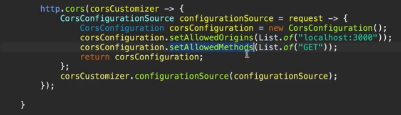 http.cors(corsCustomizer -> {
CorsConfigurationSource configurationSource = request -> {
CorsConfiguration corsConfiguration = new CorsConfiguration();
corsConfiguration.setAllowedOrigins(List.of("localhost:3000"));
corsConfiguration.setAllowedMethods(List.of("GET"));
return corsConfiguration;
};
corsCustomizer.configurationSource(configurationSource);
});
}